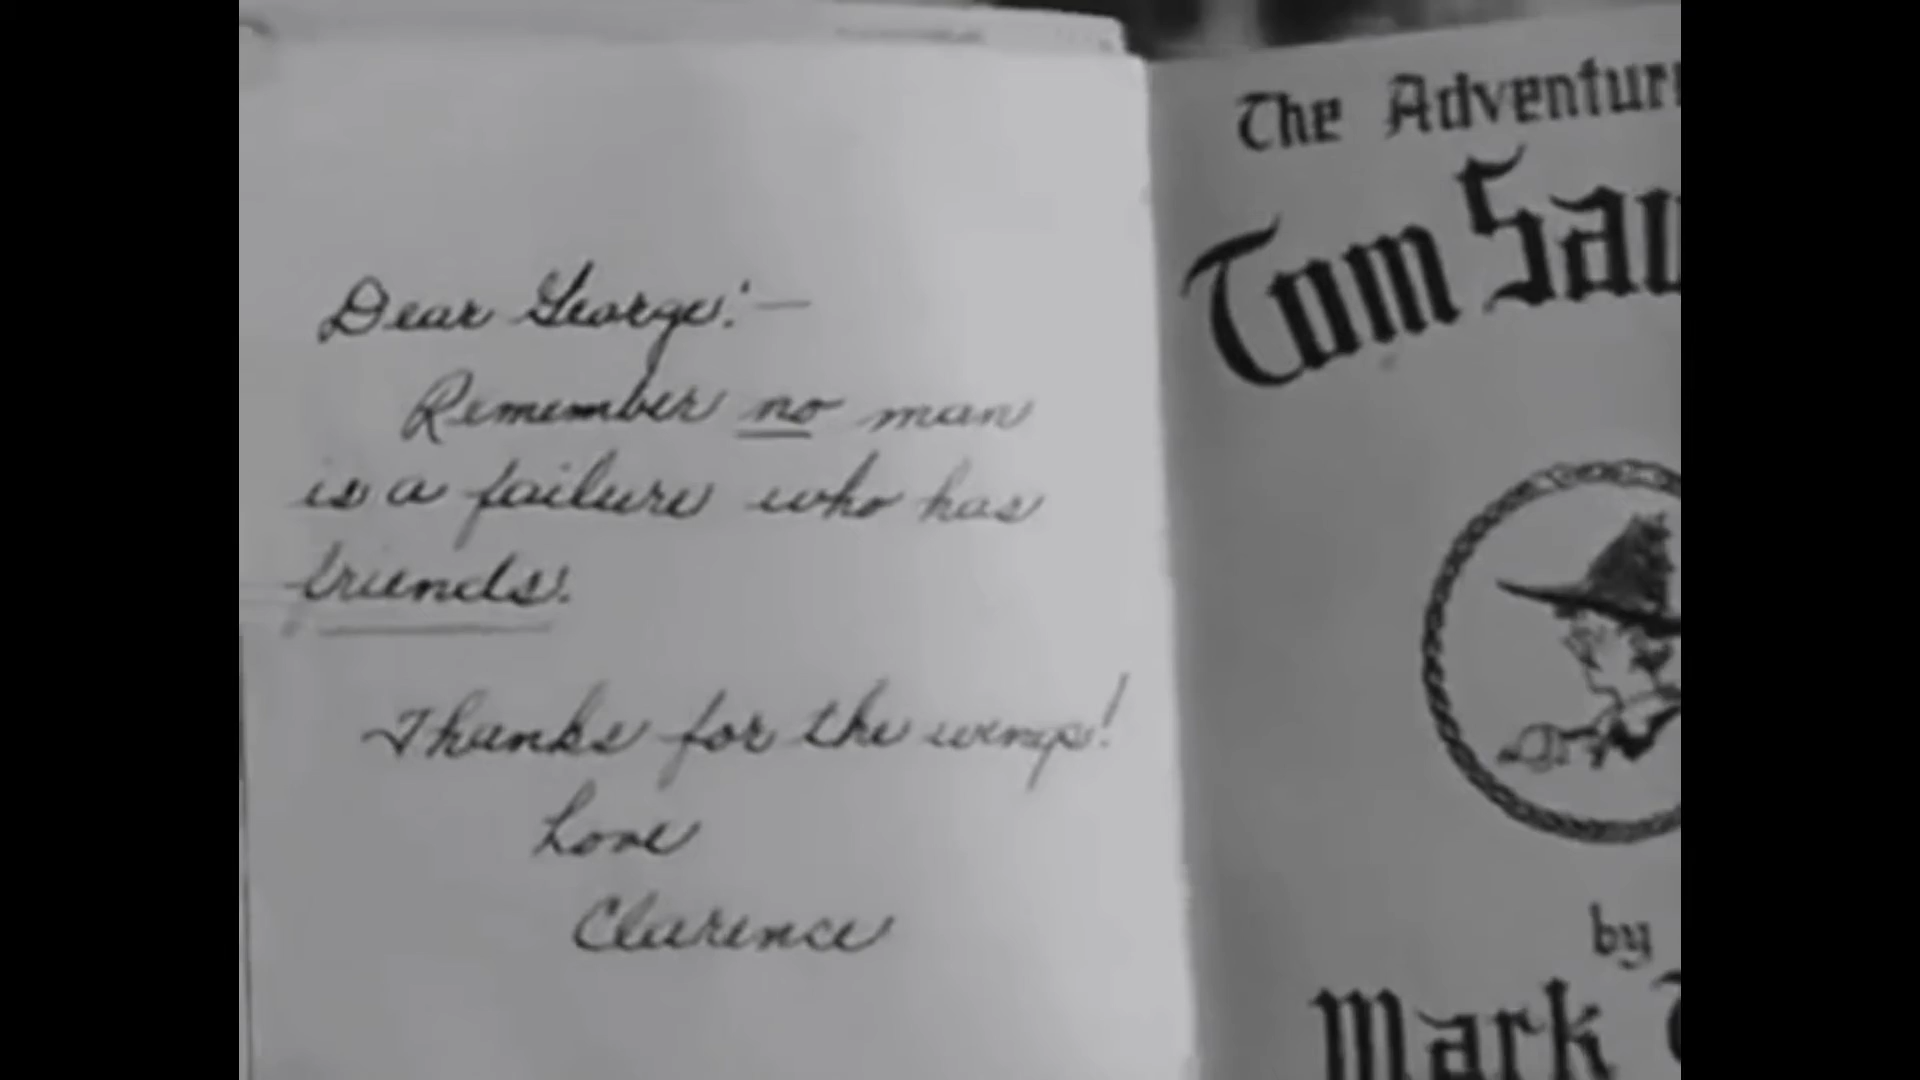 Dear George:—
Remember no man
is a failure who has
friends.
Thanks for the wings!
Love
Clarence
The Adventur
Tom Saw
by
Mark T